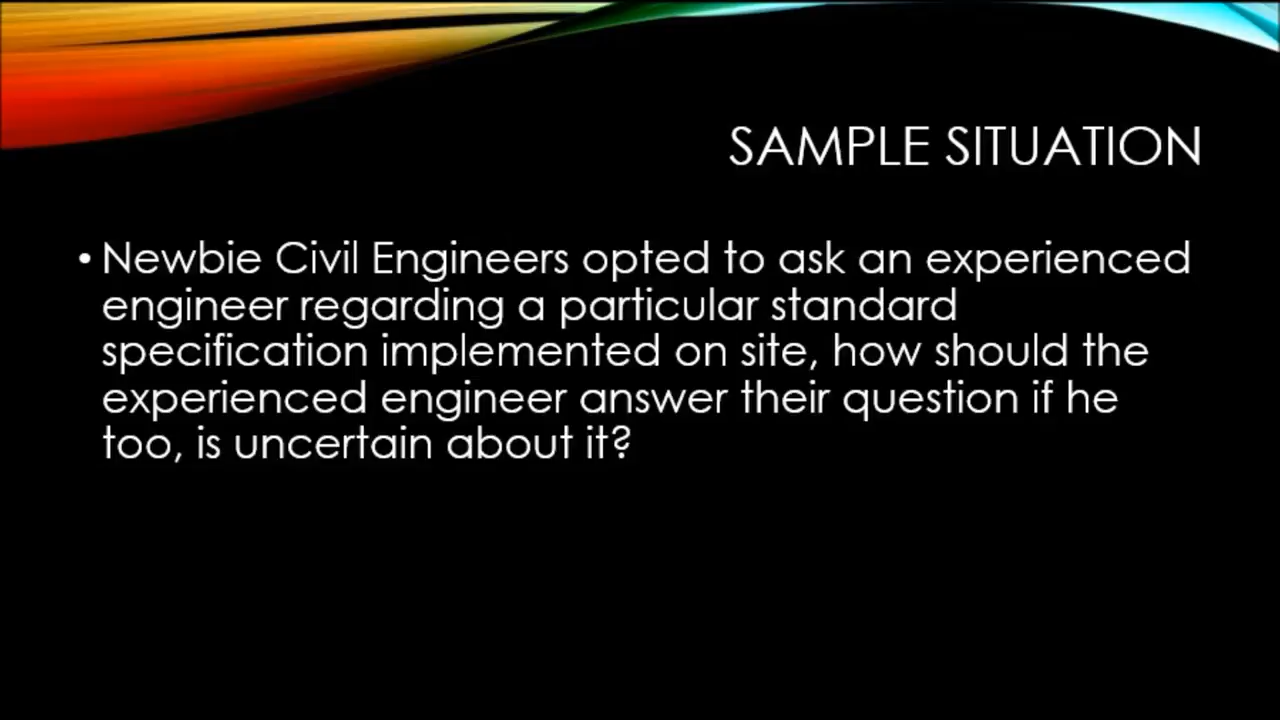 SAMPLE SITUATION
• Newbie Civil Engineers opted to ask an experienced
engineer regarding a particular standard
specification implemented on site, how should the
experienced engineer answer their question if he
too, is uncertain about it?